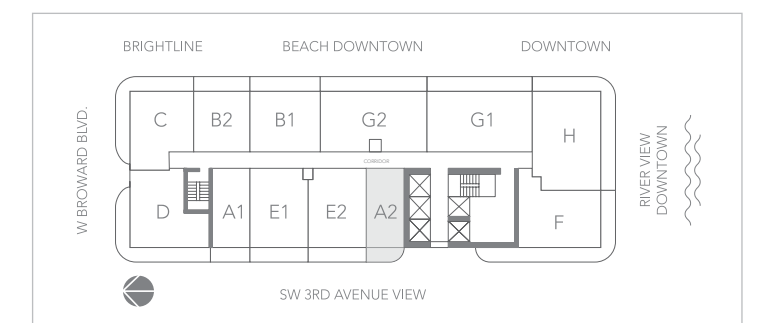 BRIGHTLINE BEACH DOWNTOWN DOWNTOWN
W BROWARD BLVD.
C B2 B1 G2 G1 H
CORRIDOR
D A1 E1 E2 A2 F
RIVER VIEW
DOWNTOWN
SW 3RD AVENUE VIEW